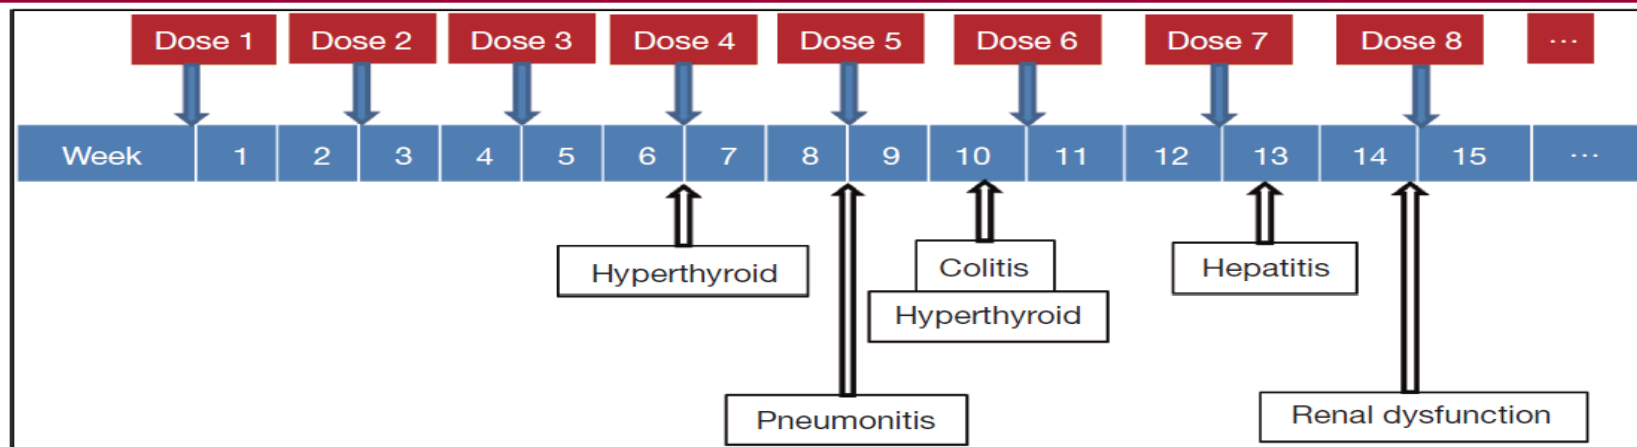 Dose 1 Dose 2 Dose 3 Dose 4 Dose 5 Dose 6 Dose 7 Dose 8 ...
Week 1 2 3 4 5 6 7 8 9 10 11 12 13 14 15 ...
Hyperthyroid
Colitis
Hyperthyroid
Hepatitis
Pneumonitis
Renal dysfunction